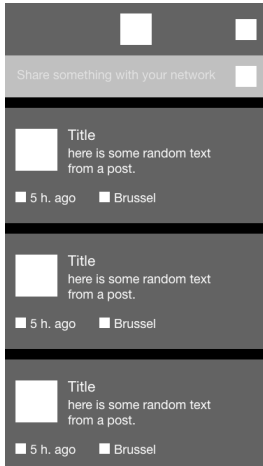 Share something with your network
Title
here is some random text
from a post.
5 h. ago Brussel
Title
here is some random text
from a post.
5 h. ago Brussel
Title
here is some random text
from a post.
5 h. ago Brussel